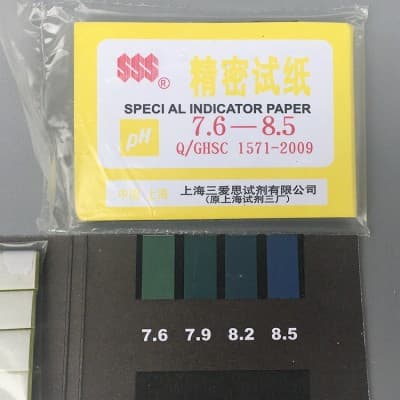 SSS®
精密试纸
SPECIAL INDICATOR PAPER
pH
7.6—8.5
Q/GHSC 1571-2009
中国 上海
上海三爱思试剂有限公司
(原上海试剂三厂)
7.6 7.9 8.2 8.5